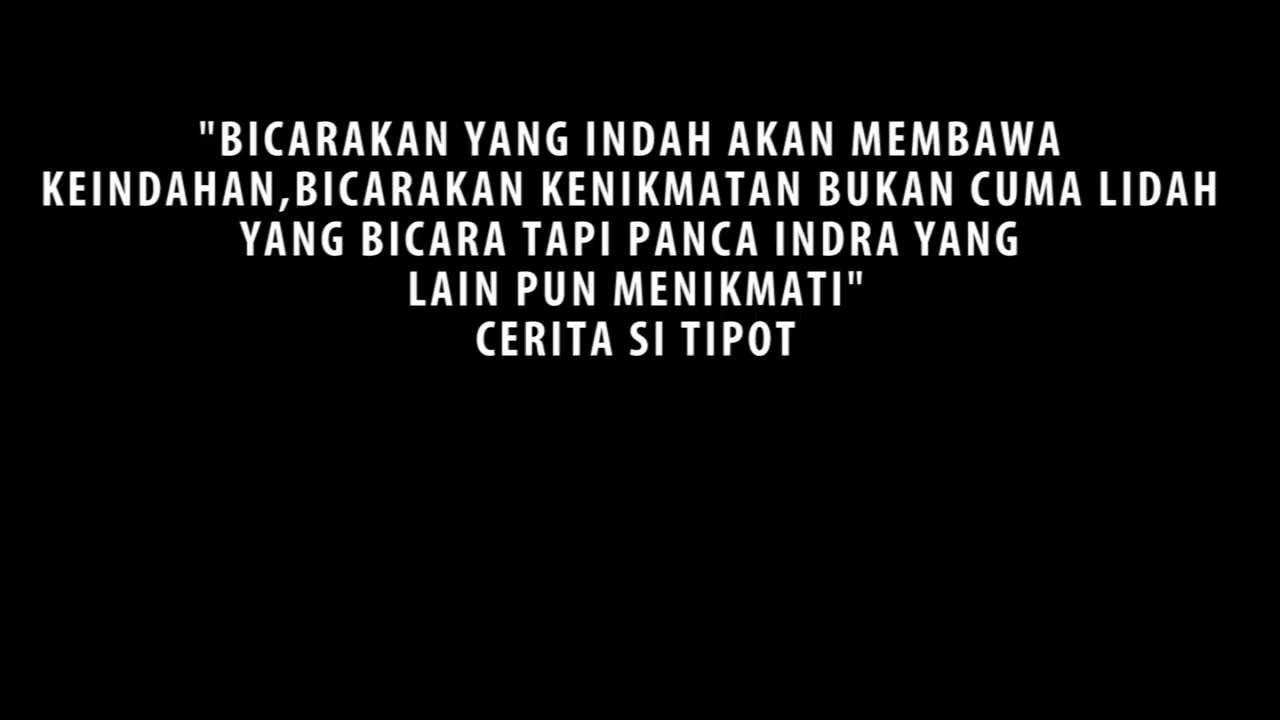 "BICARAKAN YANG INDAH AKAN MEMBAWA
KEINDAHAN,BICARAKAN KENIKMATAN BUKAN CUMA LIDAH
YANG BICARA TAPI PANCA INDRA YANG
LAIN PUN MENIKMATI"
CERITA SI TIPOT